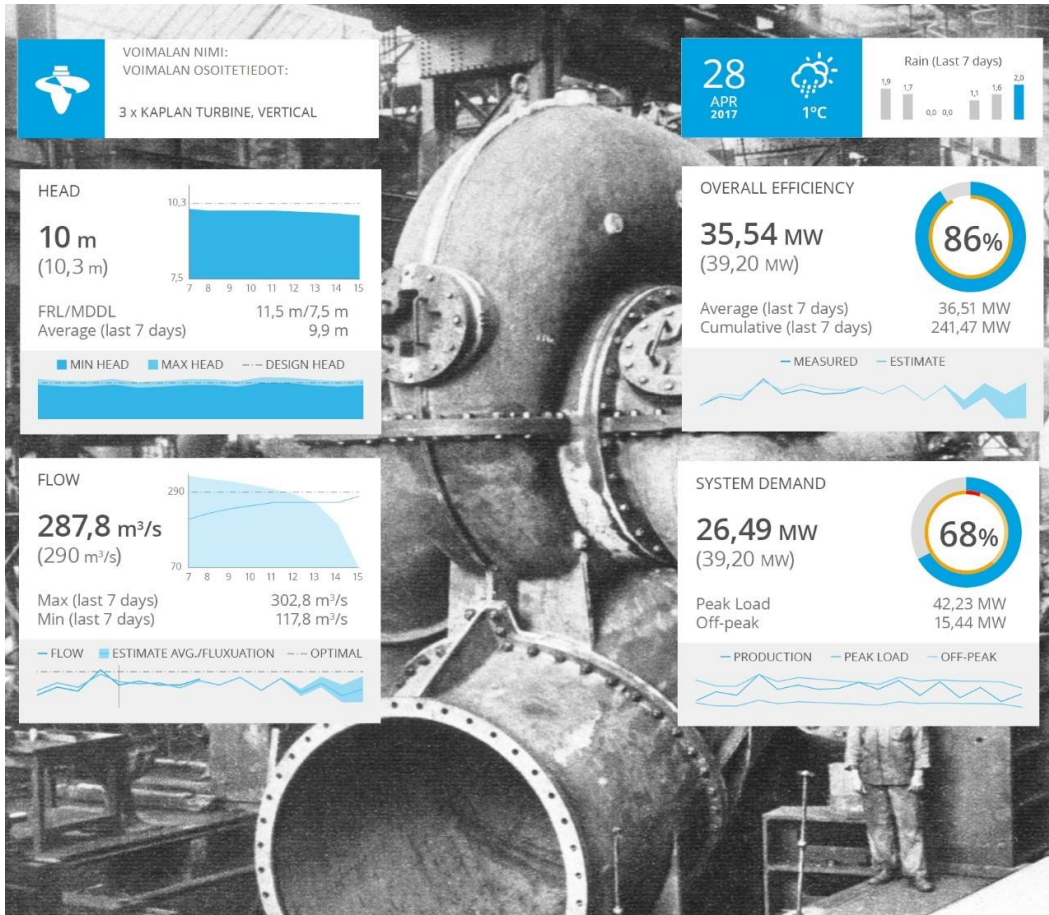 VOIMALAN NIMI:
VOIMALAN OSOITETIEDOT:
3 x KAPLAN TURBINE, VERTICAL
28
APR
2017
1°C
Rain (Last 7 days)
1,9
1,7
0,0 0,0
1,1
1,6
2,0
HEAD
10 m
(10,3 m)
10,3
7,5
7 8 9 10 11 12 13 14 15
FRL/MDDL 11,5 m/7,5 m
Average (last 7 days) 9,9 m
MIN HEAD MAX HEAD DESIGN HEAD
OVERALL EFFICIENCY
35,54 MW
(39,20 MW)
86%
Average (last 7 days) 36,51 MW
Cumulative (last 7 days) 241,47 MW
MEASURED ESTIMATE
FLOW
287,8 m³/s
(290 m³/s)
290
70
7 8 9 10 11 12 13 14 15
Max (last 7 days) 302,8 m³/s
Min (last 7 days) 117,8 m³/s
FLOW ESTIMATE AVG./FLUXUATION OPTIMAL
SYSTEM DEMAND
26,49 MW
(39,20 MW)
68%
Peak Load 42,23 MW
Off-peak 15,44 MW
PRODUCTION PEAK LOAD OFF-PEAK